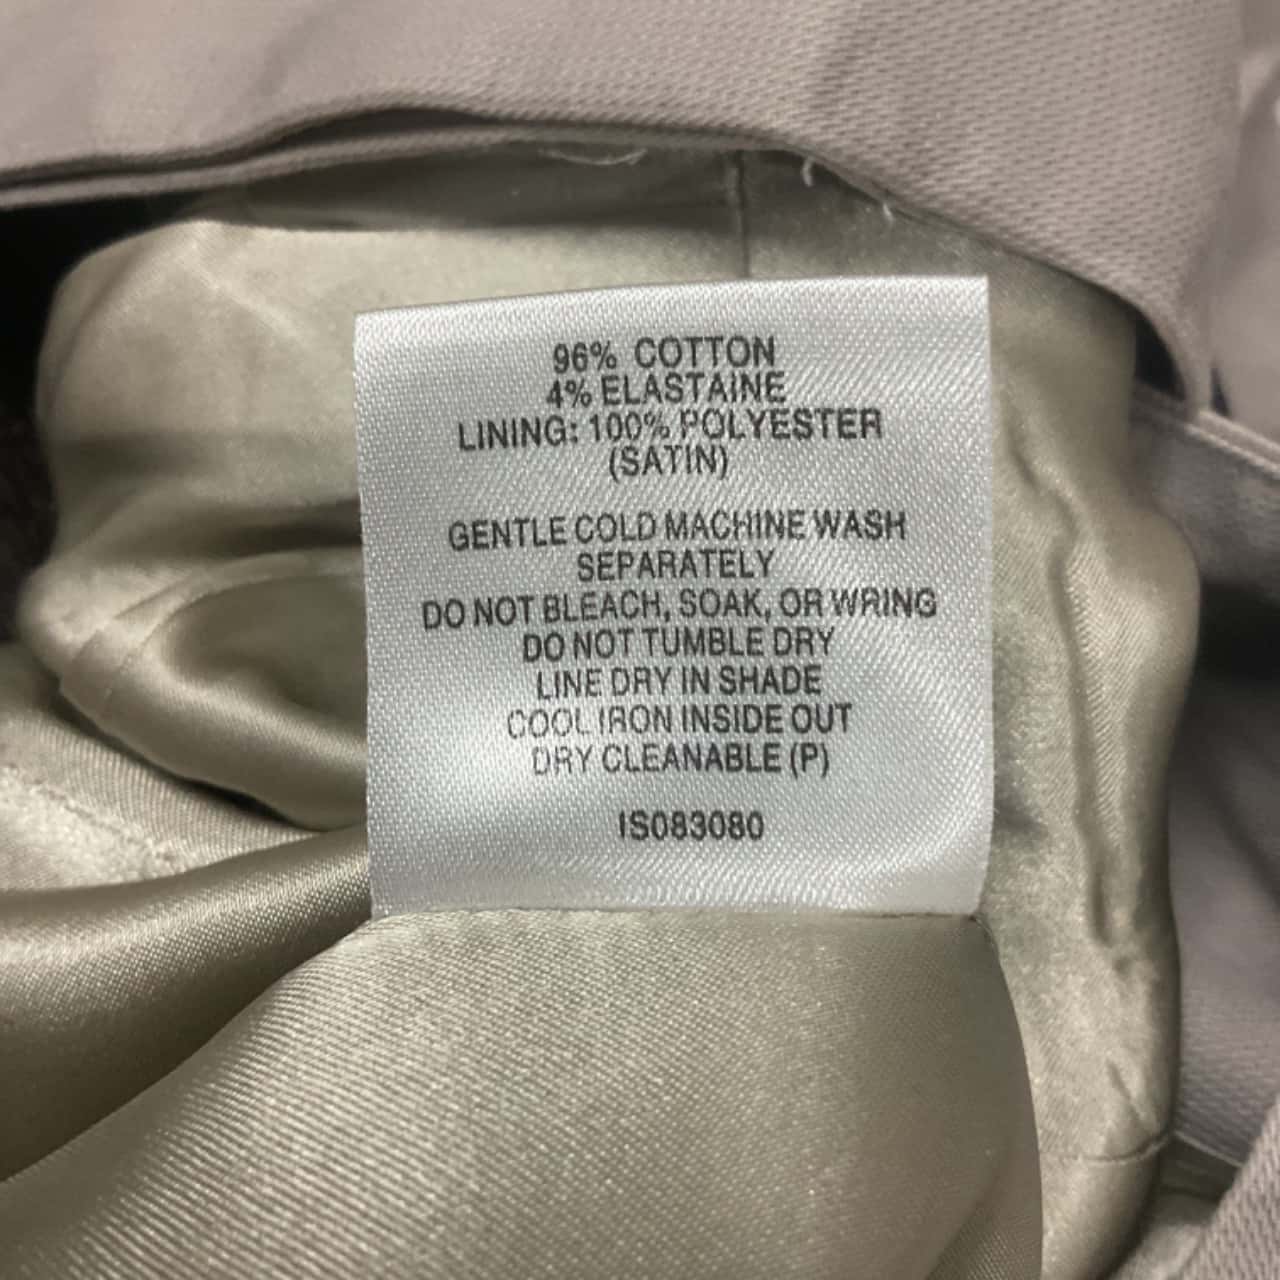 96% COTTON
4% ELASTAINE
LINING: 100% POLYESTER
(SATIN)
GENTLE COLD MACHINE WASH
SEPARATELY
DO NOT BLEACH, SOAK, OR WRING
DO NOT TUMBLE DRY
LINE DRY IN SHADE
COOL IRON INSIDE OUT
DRY CLEANABLE (P)
IS083080